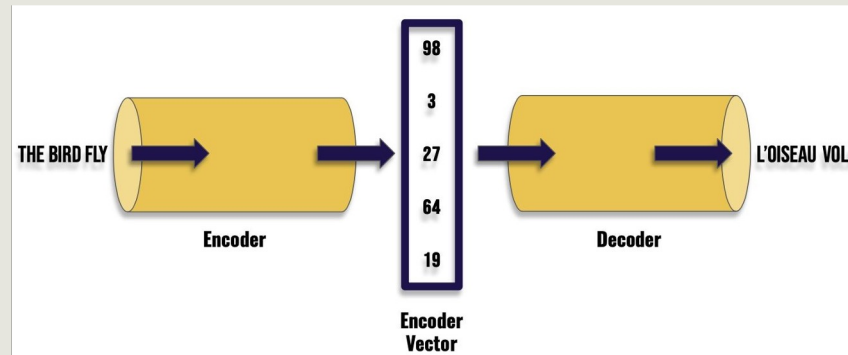 98
3
THE BIRD FLY
27
L'OISEAU VOL
64
Encoder
Decoder
19
Encoder
Vector